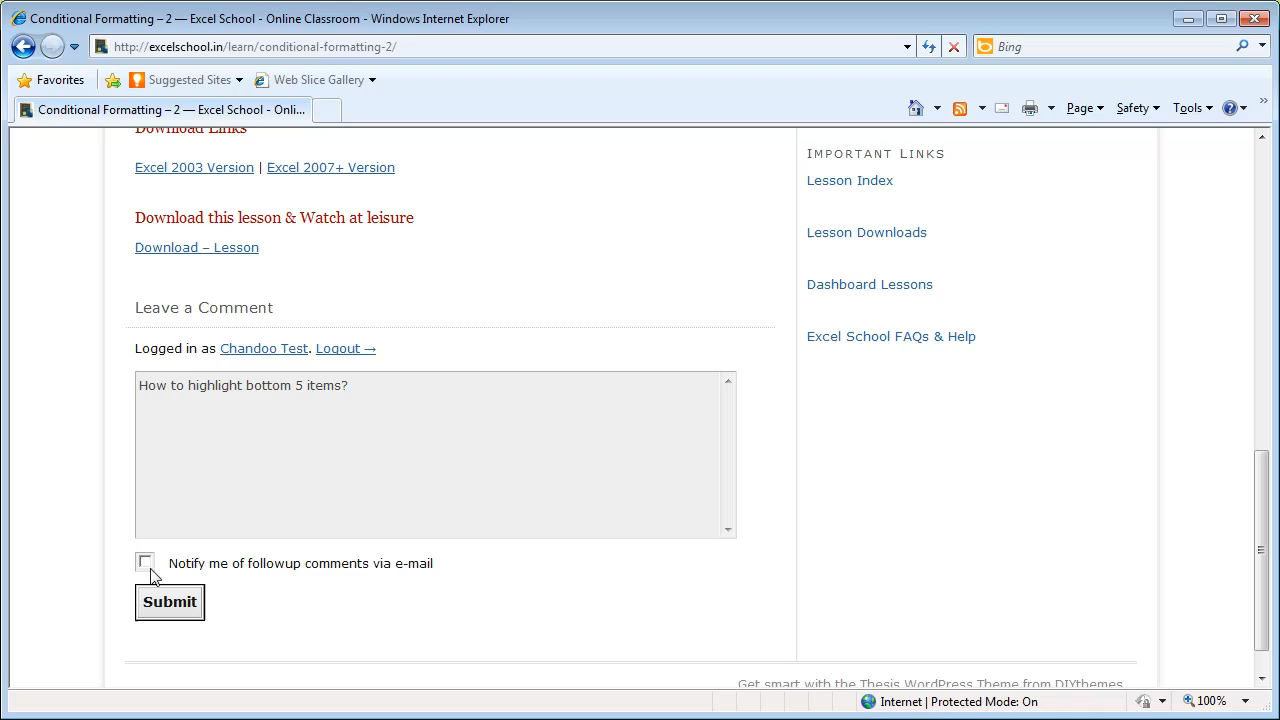 Conditional Formatting – 2 — Excel School - Online Classroom - Windows Internet Explorer
http://excelschool.in/learn/conditional-formatting-2/
Bing
Favorites
Suggested Sites
Web Slice Gallery
Conditional Formatting – 2 — Excel School - Onli...
Page
Safety
Tools
Download Links
Excel 2003 Version | Excel 2007+ Version
Download this lesson & Watch at leisure
Download – Lesson
Leave a Comment
Logged in as Chandoo Test. Logout →
How to highlight bottom 5 items?
Notify me of followup comments via e-mail
Submit
Important Links
Lesson Index
Lesson Downloads
Dashboard Lessons
Excel School FAQs & Help
Get smart with the Thesis WordPress Theme from DIYthemes.
Internet | Protected Mode: On
100%